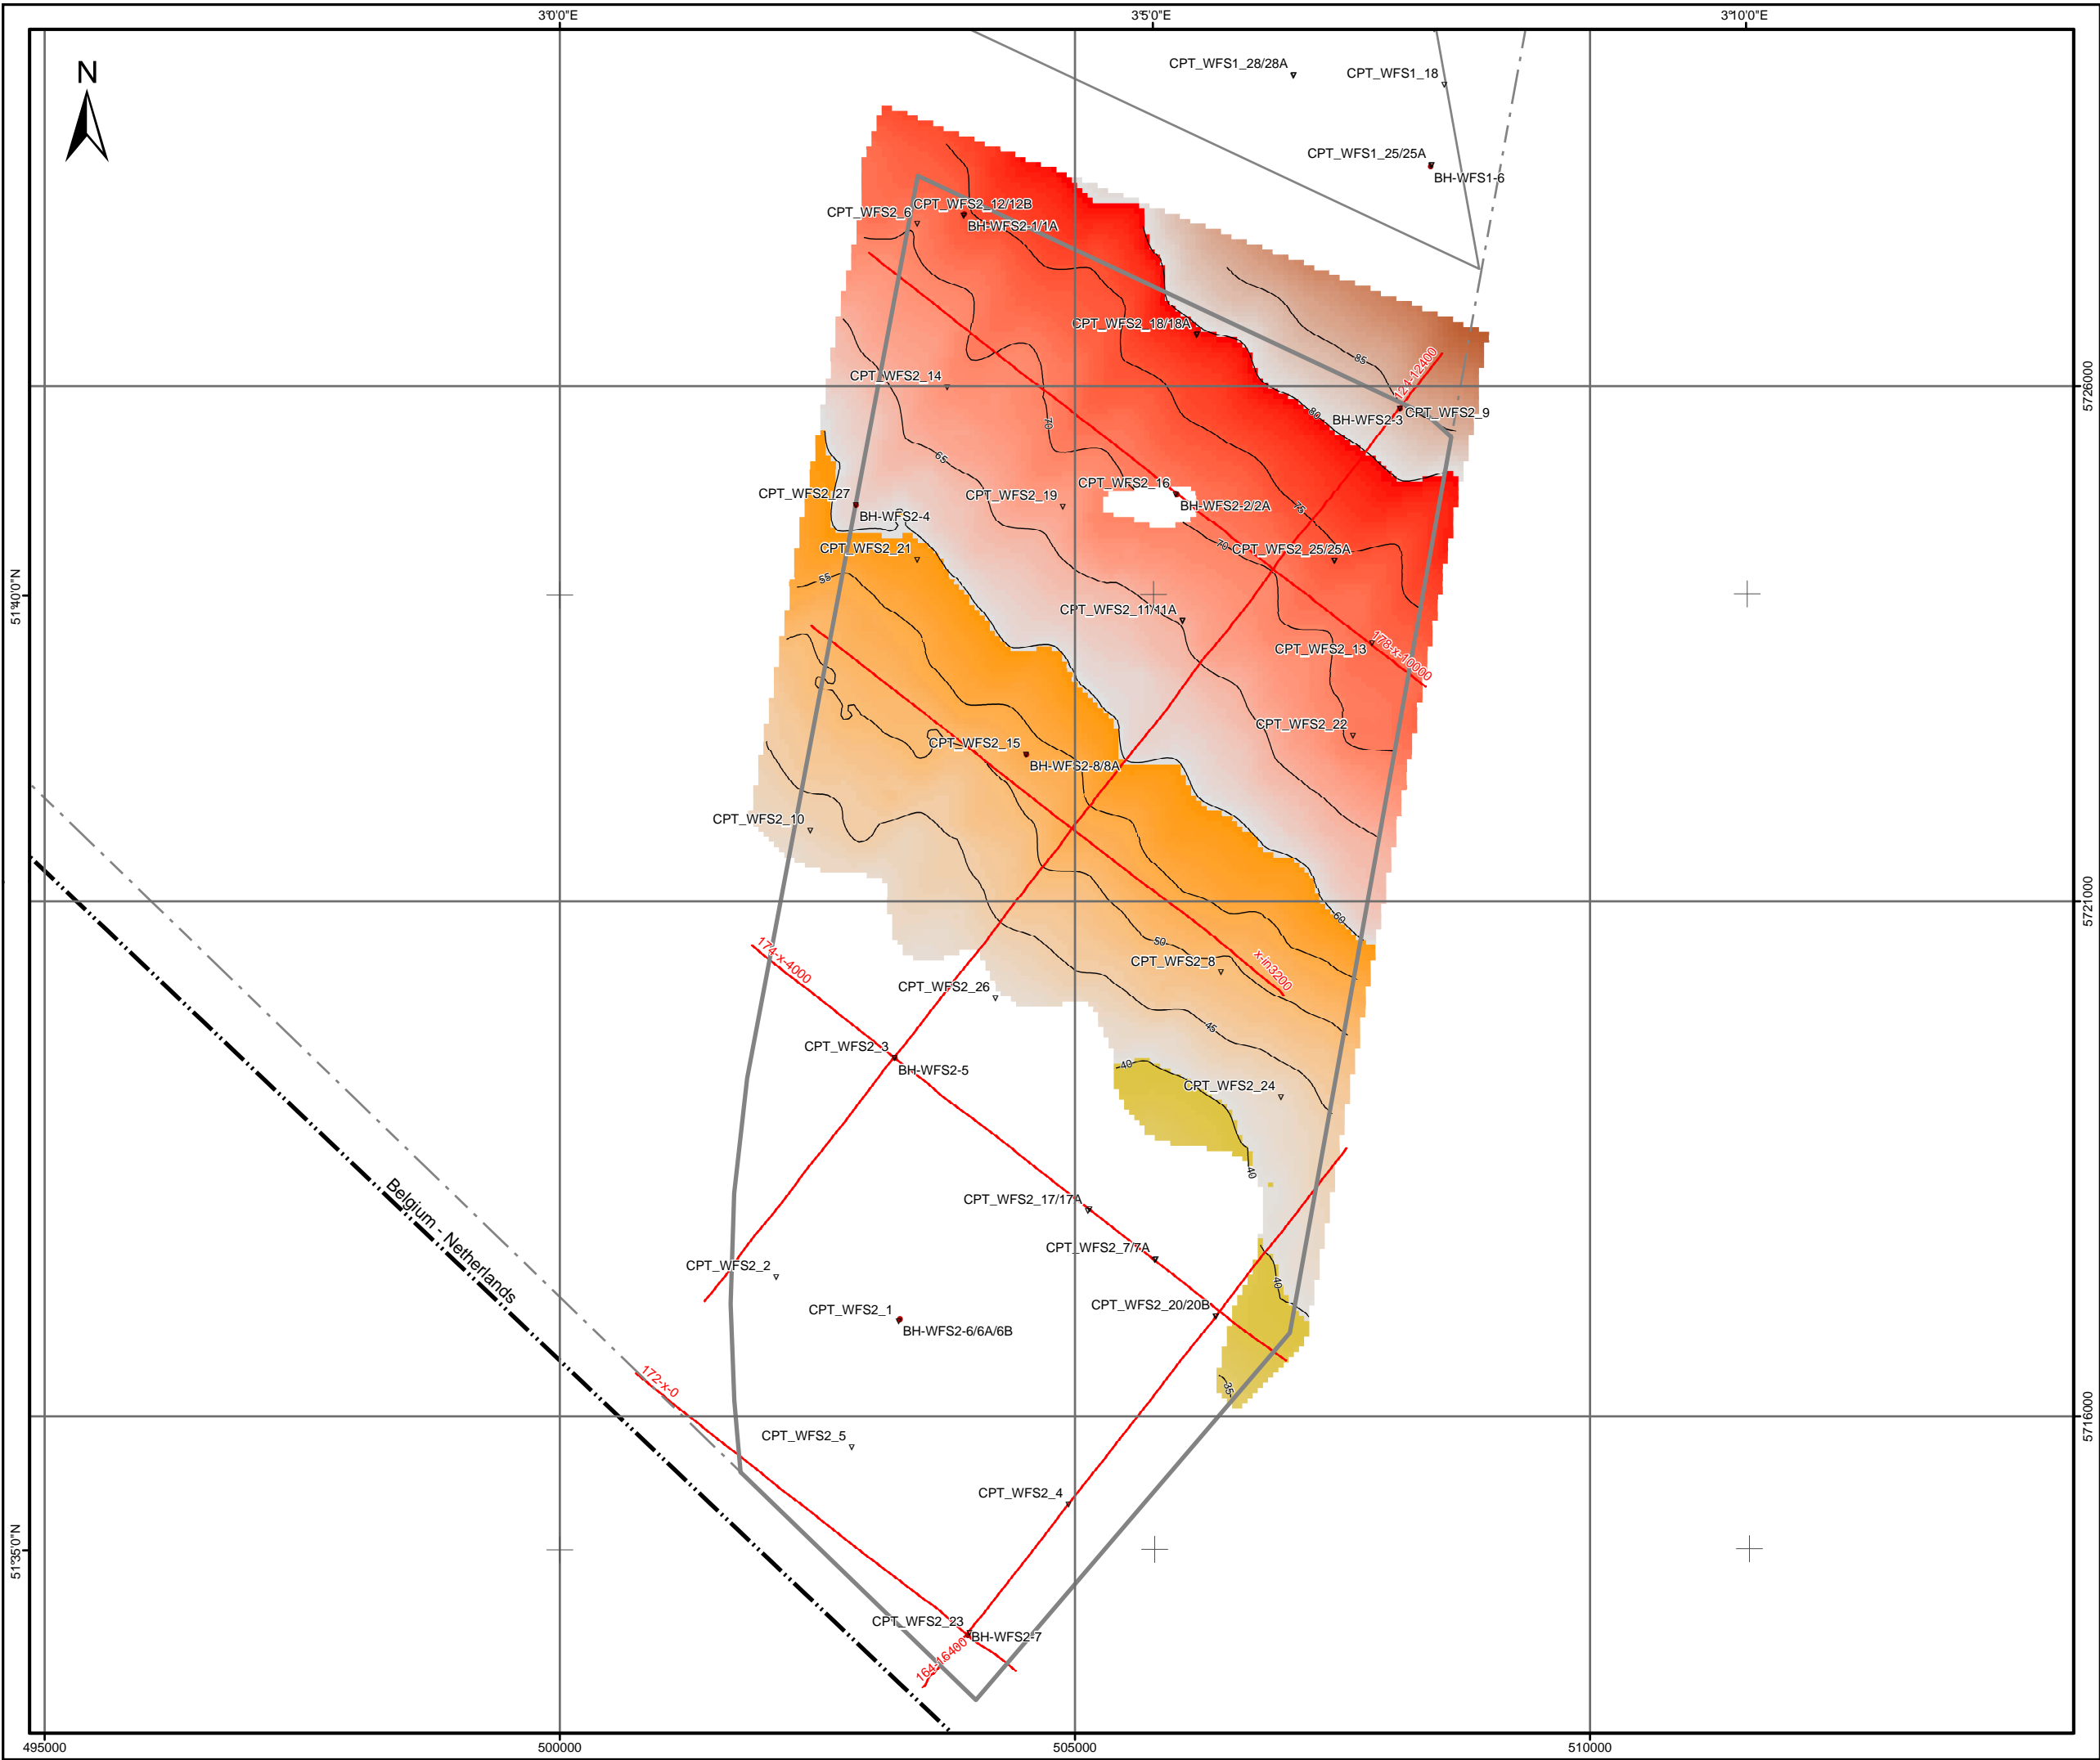 3°0'0"E
3°5'0"E
3°10'0"E
N
CPT_WFS1_28/28A
CPT_WFS1_18
CPT_WFS1_25/25A
BH-WFS1-6
CPT_WFS2_12/12B
CPT_WFS2_6
BH-WFS2-1/1A
CPT_WFS2_18/18A
85
124-12400
CPT_WFS2_14
80
CPT_WFS2_9
BH-WFS2-3
70
5726000
65
CPT_WFS2_16
CPT_WFS2_27
CPT_WFS2_19
BH-WFS2-2/2A
75
BH-WFS2-4
60
70
CPT_WFS2_21
CPT_WFS2_25/25A
55
51°40'0"N
CPT_WFS2_11/11A
CPT_WFS2_13
178-x-10000
CPT_WFS2_22
CPT_WFS2_15
BH-WFS2-8/8A
CPT_WFS2_10
5721000
174-x-4000
50
CPT_WFS2_8
x-in3200
CPT_WFS2_26
45
CPT_WFS2_3
BH-WFS2-5
40
CPT_WFS2_24
40
Belgium - Netherlands
CPT_WFS2_17/17A
CPT_WFS2_7/7A
CPT_WFS2_2
40
CPT_WFS2_1
CPT_WFS2_20/20B
BH-WFS2-6/6A/6B
172-x-0
35
5716000
CPT_WFS2_5
CPT_WFS2_4
51°35'0"N
CPT_WFS2_23
BH-WFS2-7
164-16400
495000
500000
505000
510000